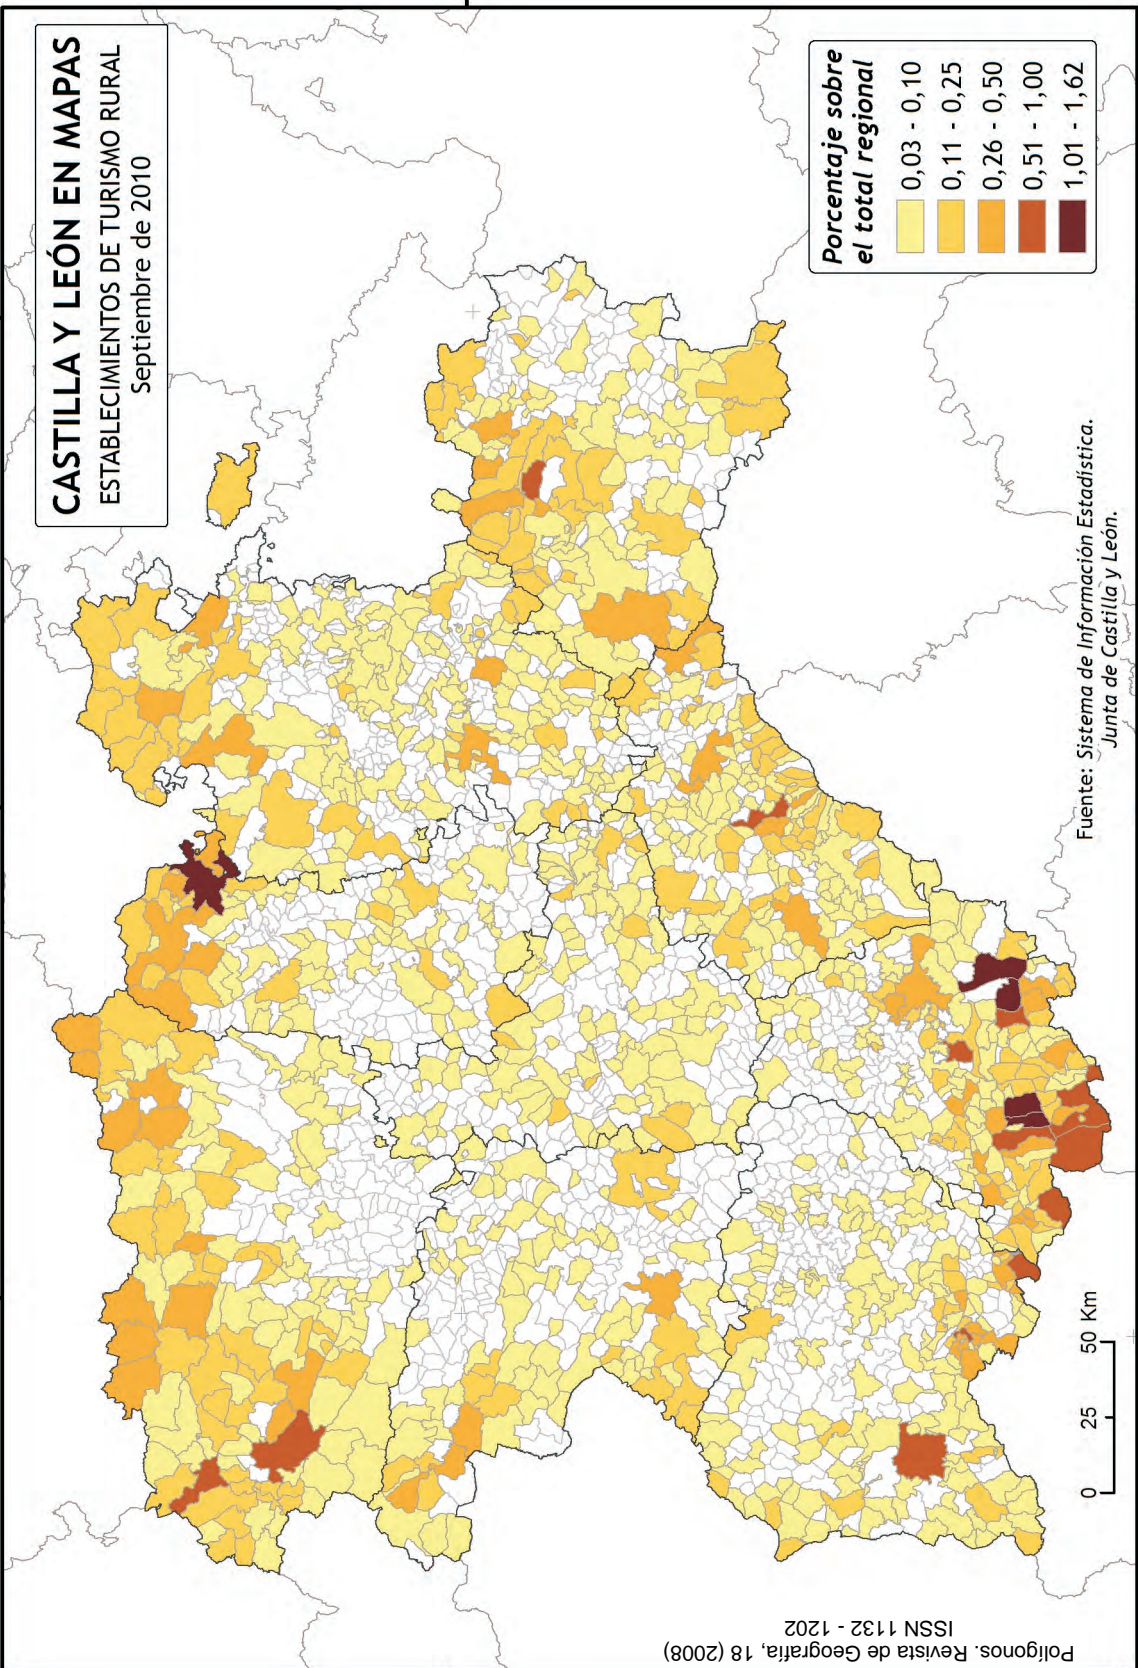 CASTILLA Y LEÓN EN MAPAS
ESTABLECIMIENTOS DE TURISMO RURAL
Septiembre de 2010
Porcentaje sobre
el total regional
0,03 - 0,10
0,11 - 0,25
0,26 - 0,50
0,51 - 1,00
1,01 - 1,62
0 25 50 Km
Fuente: Sistema de Información Estadística.
Junta de Castilla y León.
Polígonos. Revista de Geografía, 18 (2008)
ISSN 1132 - 1202